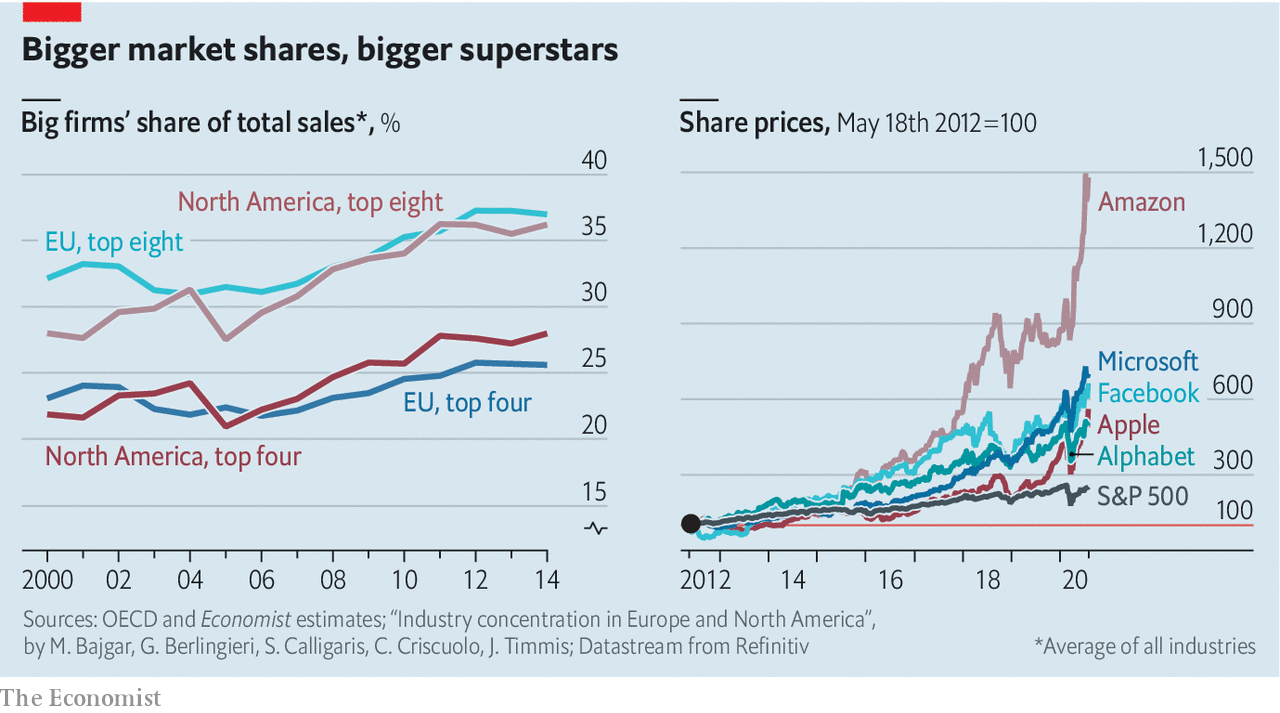 Bigger market shares, bigger superstars
Big firms’ share of total sales*, %
40
North America, top eight
EU, top eight
35
30
25
EU, top four
20
North America, top four
15
2000 02 04 06 08 10 12 14
Share prices, May 18th 2012=100
1,500
Amazon
1,200
900
Microsoft
Facebook
600
Apple
Alphabet
300
S&P 500
100
2012 14 16 18 20
Sources: OECD and Economist estimates; “Industry concentration in Europe and North America”,
by M. Bajgar, G. Berlingieri, S. Calligaris, C. Criscuolo, J. Timmis; Datastream from Refinitiv
*Average of all industries
The Economist